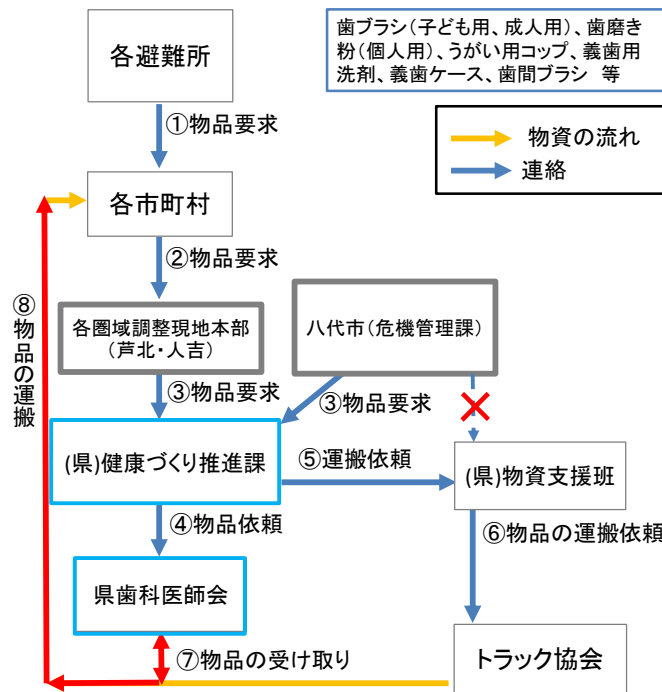 歯ブラシ(子ども用、成人用)、歯磨き
粉(個人用)、うがい用コップ、義歯用
洗剤、義歯ケース、歯間ブラシ 等
各避難所
①物品要求
物資の流れ
連絡
各市町村
②物品要求
各圏域調整現地本部
(芦北・人吉)
八代市(危機管理課)
③物品要求
③物品要求
⑧物品の運搬
(県)健康づくり推進課
⑤運搬依頼
(県)物資支援班
④物品依頼
⑥物品の運搬依頼
県歯科医師会
⑦物品の受け取り
トラック協会